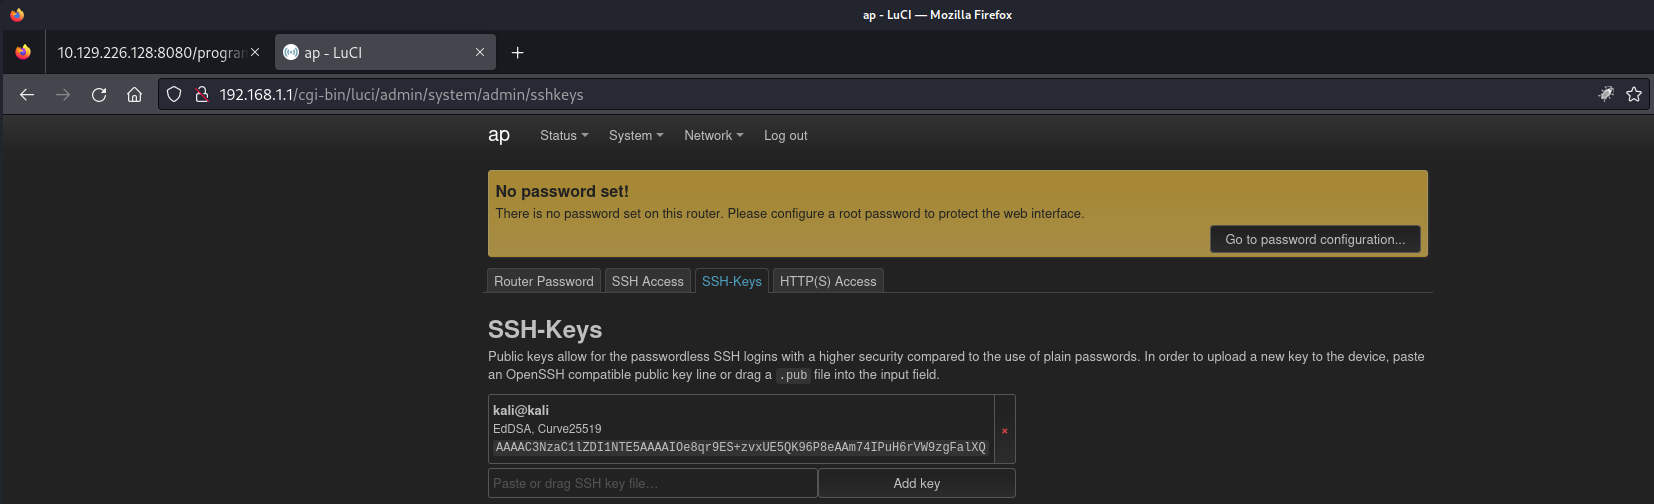 ap - LuCI — Mozilla Firefox
10.129.226.128:8080/program
ap - LuCI
192.168.1.1/cgi-bin/luci/admin/system/admin/sshkeys
ap Status System Network Log out
No password set!
There is no password set on this router. Please configure a root password to protect the web interface.
Go to password configuration...
Router Password SSH Access SSH-Keys HTTP(S) Access
SSH-Keys
Public keys allow for the passwordless SSH logins with a higher security compared to the use of plain passwords. In order to upload a new key to the device, paste
an OpenSSH compatible public key line or drag a .pub file into the input field.
kali@kali
EdDSA, Curve25519
AAAAC3NzaC1lZDI1NTE5AAAAIOe8qr9ES+zvxUE5QK96P8eAAm74IPuH6rVW9zgFalXQ
Paste or drag SSH key file... Add key